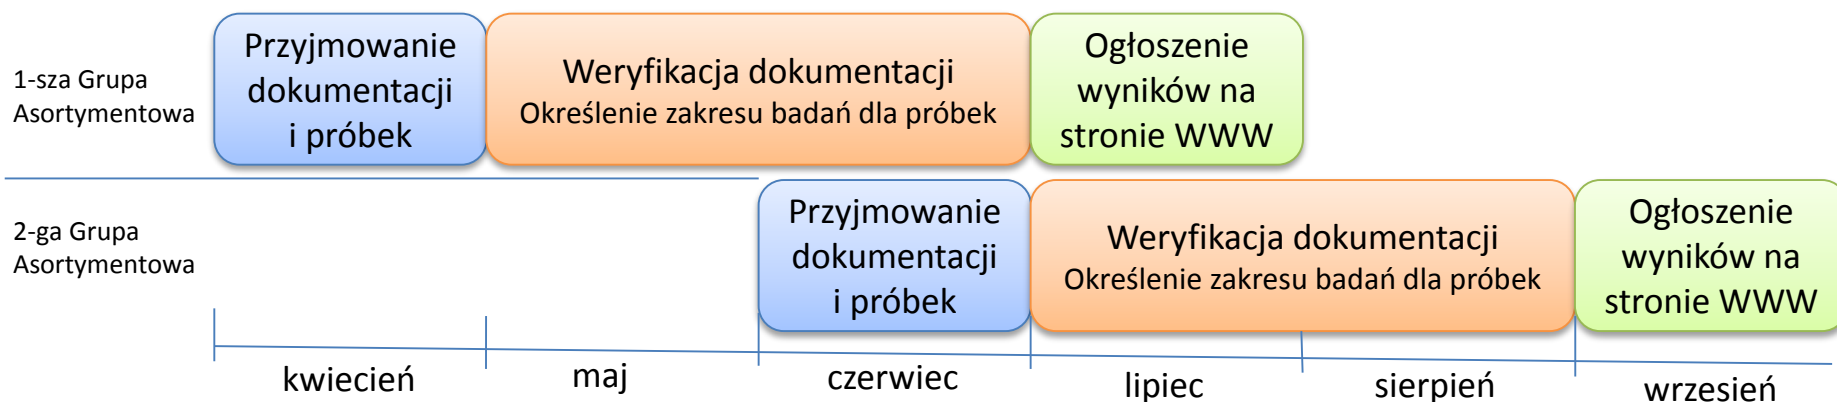 1-sza Grupa
Asortymentowa
Przyjmowanie
dokumentacji
i próbek
Weryfikacja dokumentacji
Określenie zakresu badań dla próbek
Ogłoszenie
wyników na
stronie WWW
2-ga Grupa
Asortymentowa
Przyjmowanie
dokumentacji
i próbek
Weryfikacja dokumentacji
Określenie zakresu badań dla próbek
Ogłoszenie
wyników na
stronie WWW
kwiecień maj czerwiec lipiec sierpień wrzesień